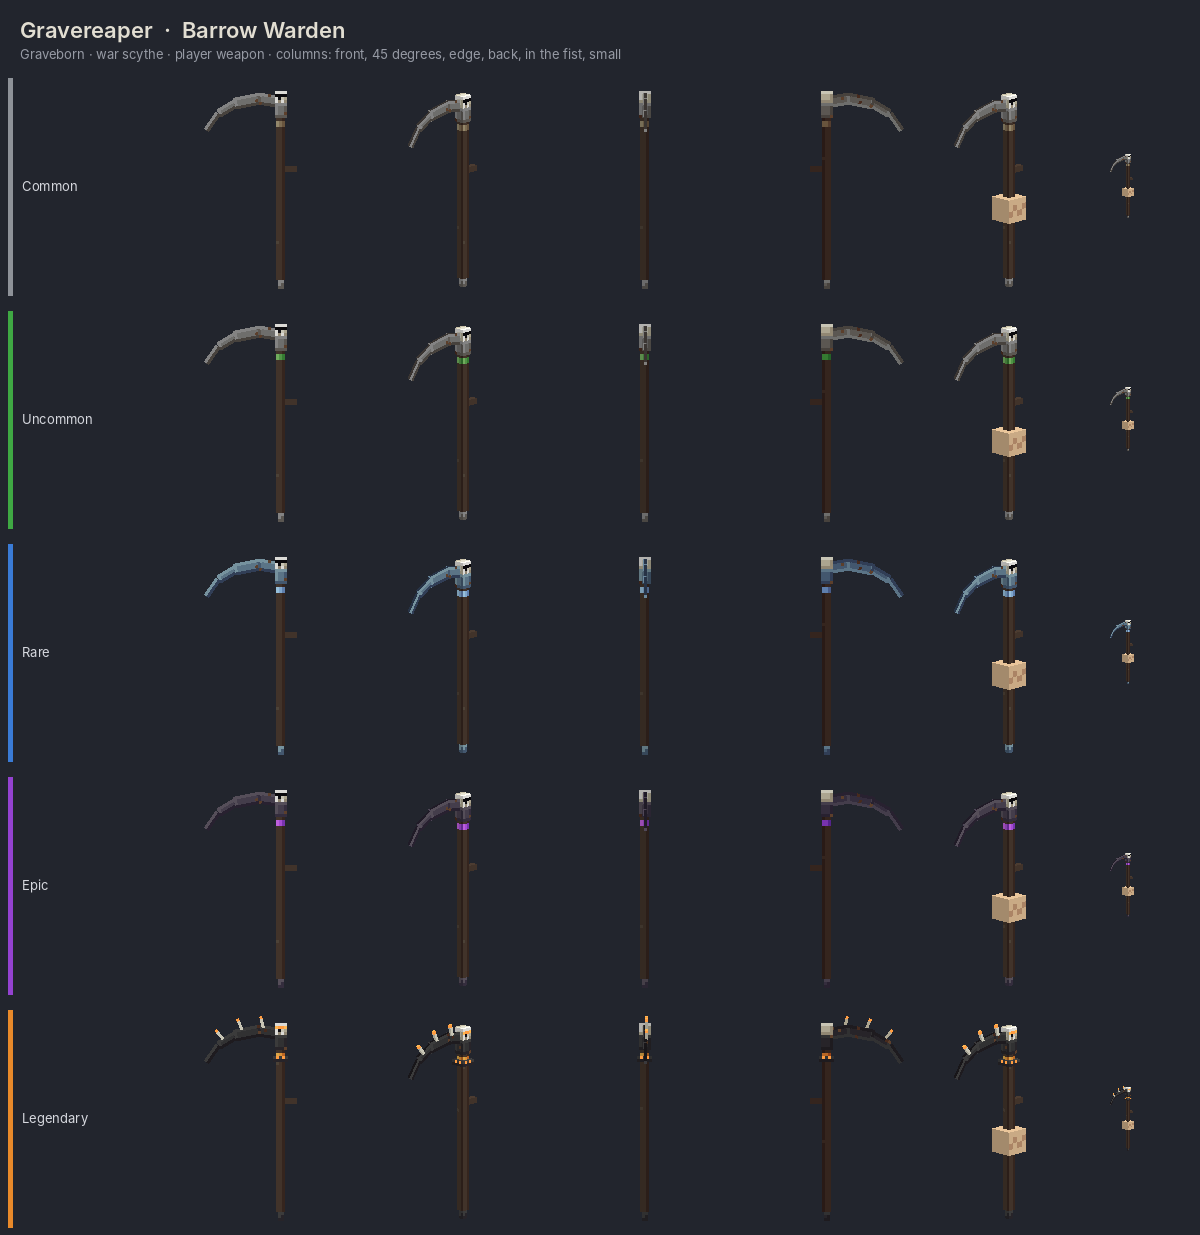 Gravereaper · Barrow Warden
Graveborn · war scythe · player weapon · columns: front, 45 degrees, edge, back, in the fist, small
Common
Uncommon
Rare
Epic
Legendary